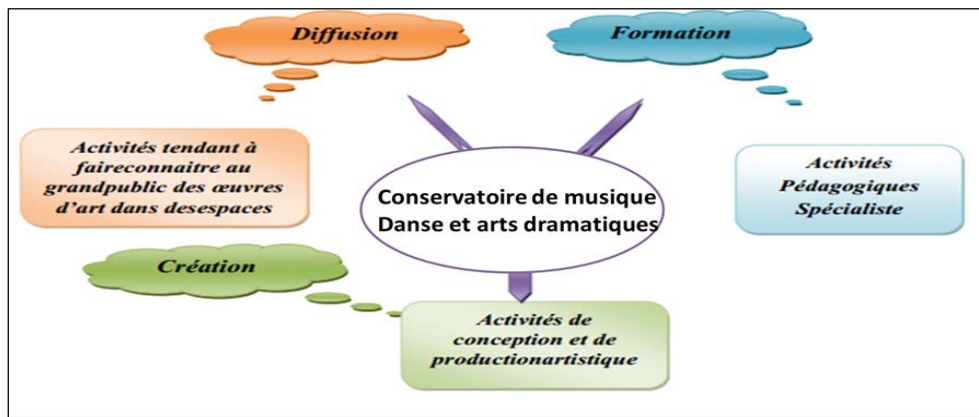 Diffusion
Formation
Activités tendant à
faireconnaitre au
grandpublic des œuvres
d'art dans desespaces
Conservatoire de musique
Danse et arts dramatiques
Activités
Pédagogiques
Spécialiste
Création
Activités de
conception et de
productionartistique